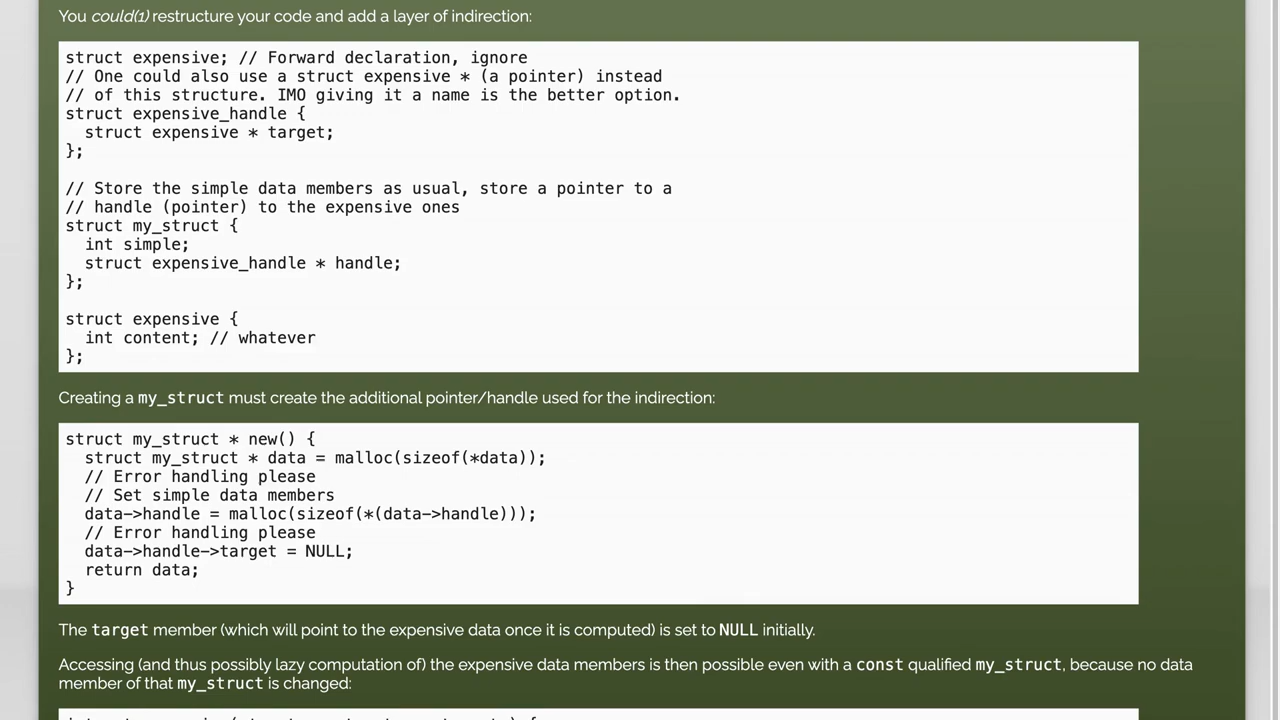 You could(1) restructure your code and add a layer of indirection:
struct expensive; // Forward declaration, ignore
// One could also use a struct expensive * (a pointer) instead
// of this structure. IMO giving it a name is the better option.
struct expensive_handle {
  struct expensive * target;
};
// Store the simple data members as usual, store a pointer to a
// handle (pointer) to the expensive ones
struct my_struct {
  int simple;
  struct expensive_handle * handle;
};
struct expensive {
  int content; // whatever
};
Creating a my_struct must create the additional pointer/handle used for the indirection:
struct my_struct * new() {
  struct my_struct * data = malloc(sizeof(*data));
  // Error handling please
  // Set simple data members
  data->handle = malloc(sizeof(*(data->handle)));
  // Error handling please
  data->handle->target = NULL;
  return data;
}
The target member (which will point to the expensive data once it is computed) is set to NULL initially.
Accessing (and thus possibly lazy computation of) the expensive data members is then possible even with a const qualified my_struct, because no data
member of that my_struct is changed: